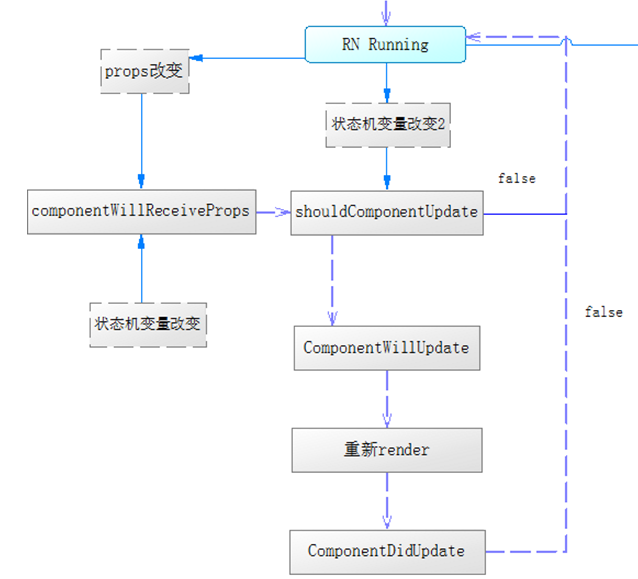 RN Running
props改变
状态机变量改变2
false
componentWillReceiveProps
shouldComponentUpdate
状态机变量改变
false
ComponentWillUpdate
重新render
ComponentDidUpdate